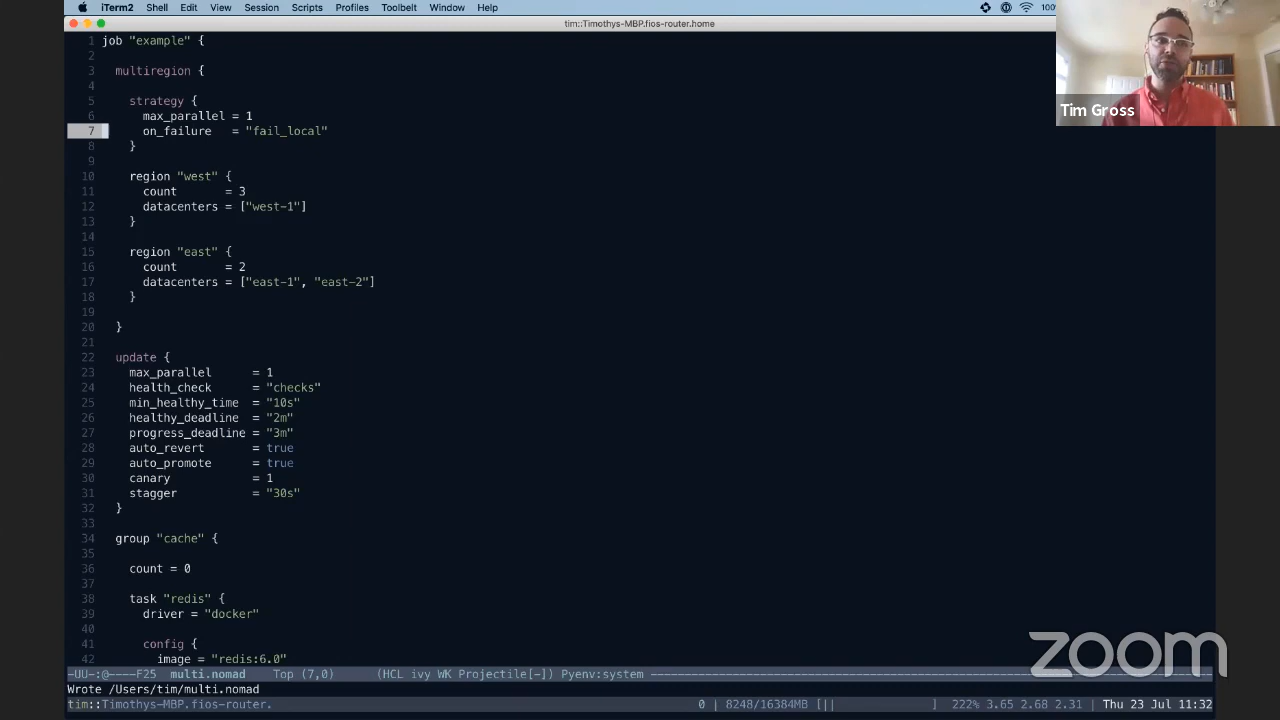 iTerm2 Shell Edit View Session Scripts Profiles Toolbelt Window Help 100%
tim::Timothys-MBP.fios-router.home
Tim Gross
1 job "example" {
2
3 multiregion {
4
5 strategy {
6 max_parallel = 1
7 on_failure = "fail_local"
8 }
9
10 region "west" {
11 count = 3
12 datacenters = ["west-1"]
13 }
14
15 region "east" {
16 count = 2
17 datacenters = ["east-1", "east-2"]
18 }
19
20 }
21
22 update {
23 max_parallel = 1
24 health_check = "checks"
25 min_healthy_time = "10s"
26 healthy_deadline = "2m"
27 progress_deadline = "3m"
28 auto_revert = true
29 auto_promote = true
30 canary = 1
31 stagger = "30s"
32 }
33
34 group "cache" {
35
36 count = 0
37
38 task "redis" {
39 driver = "docker"
40
41 config {
42 image = "redis:6.0"
zoom
-UU-:@----F25 multi.nomad Top (7,0) (HCL ivy WK Projectile[-]) Pyenv:system
Wrote /Users/tim/multi.nomad
tim::Timothys-MBP.fios-router. 0 | 8248/16384MB [|| ] 222% 3.65 2.68 2.31 | Thu 23 Jul 11:32